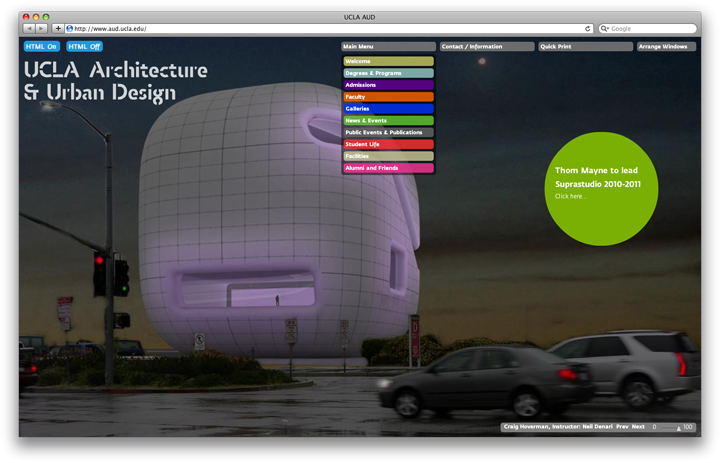 UCLA AUD
http://www.aud.ucla.edu/
Google
HTML On
HTML Off
Main Menu
Contact / Information
Quick Print
Arrange Windows
UCLA Architecture
& Urban Design
Welcome
Degrees & Programs
Admissions
Faculty
Galleries
News & Events
Public Events & Publications
Student Life
Facilities
Alumni and Friends
Thom Mayne to lead
Suprastudio 2010-2011
Click here...
Craig Hoverman, Instructor: Neil Denari Prev Next 0 100